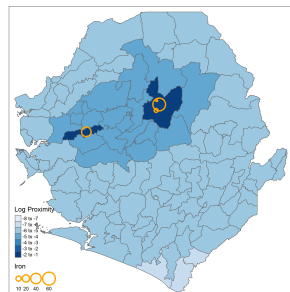 Log Proximity
-8 to -7
-7 to -6
-6 to -5
-5 to -4
-4 to -3
-3 to -2
-2 to -1
Iron
10 20 40 60